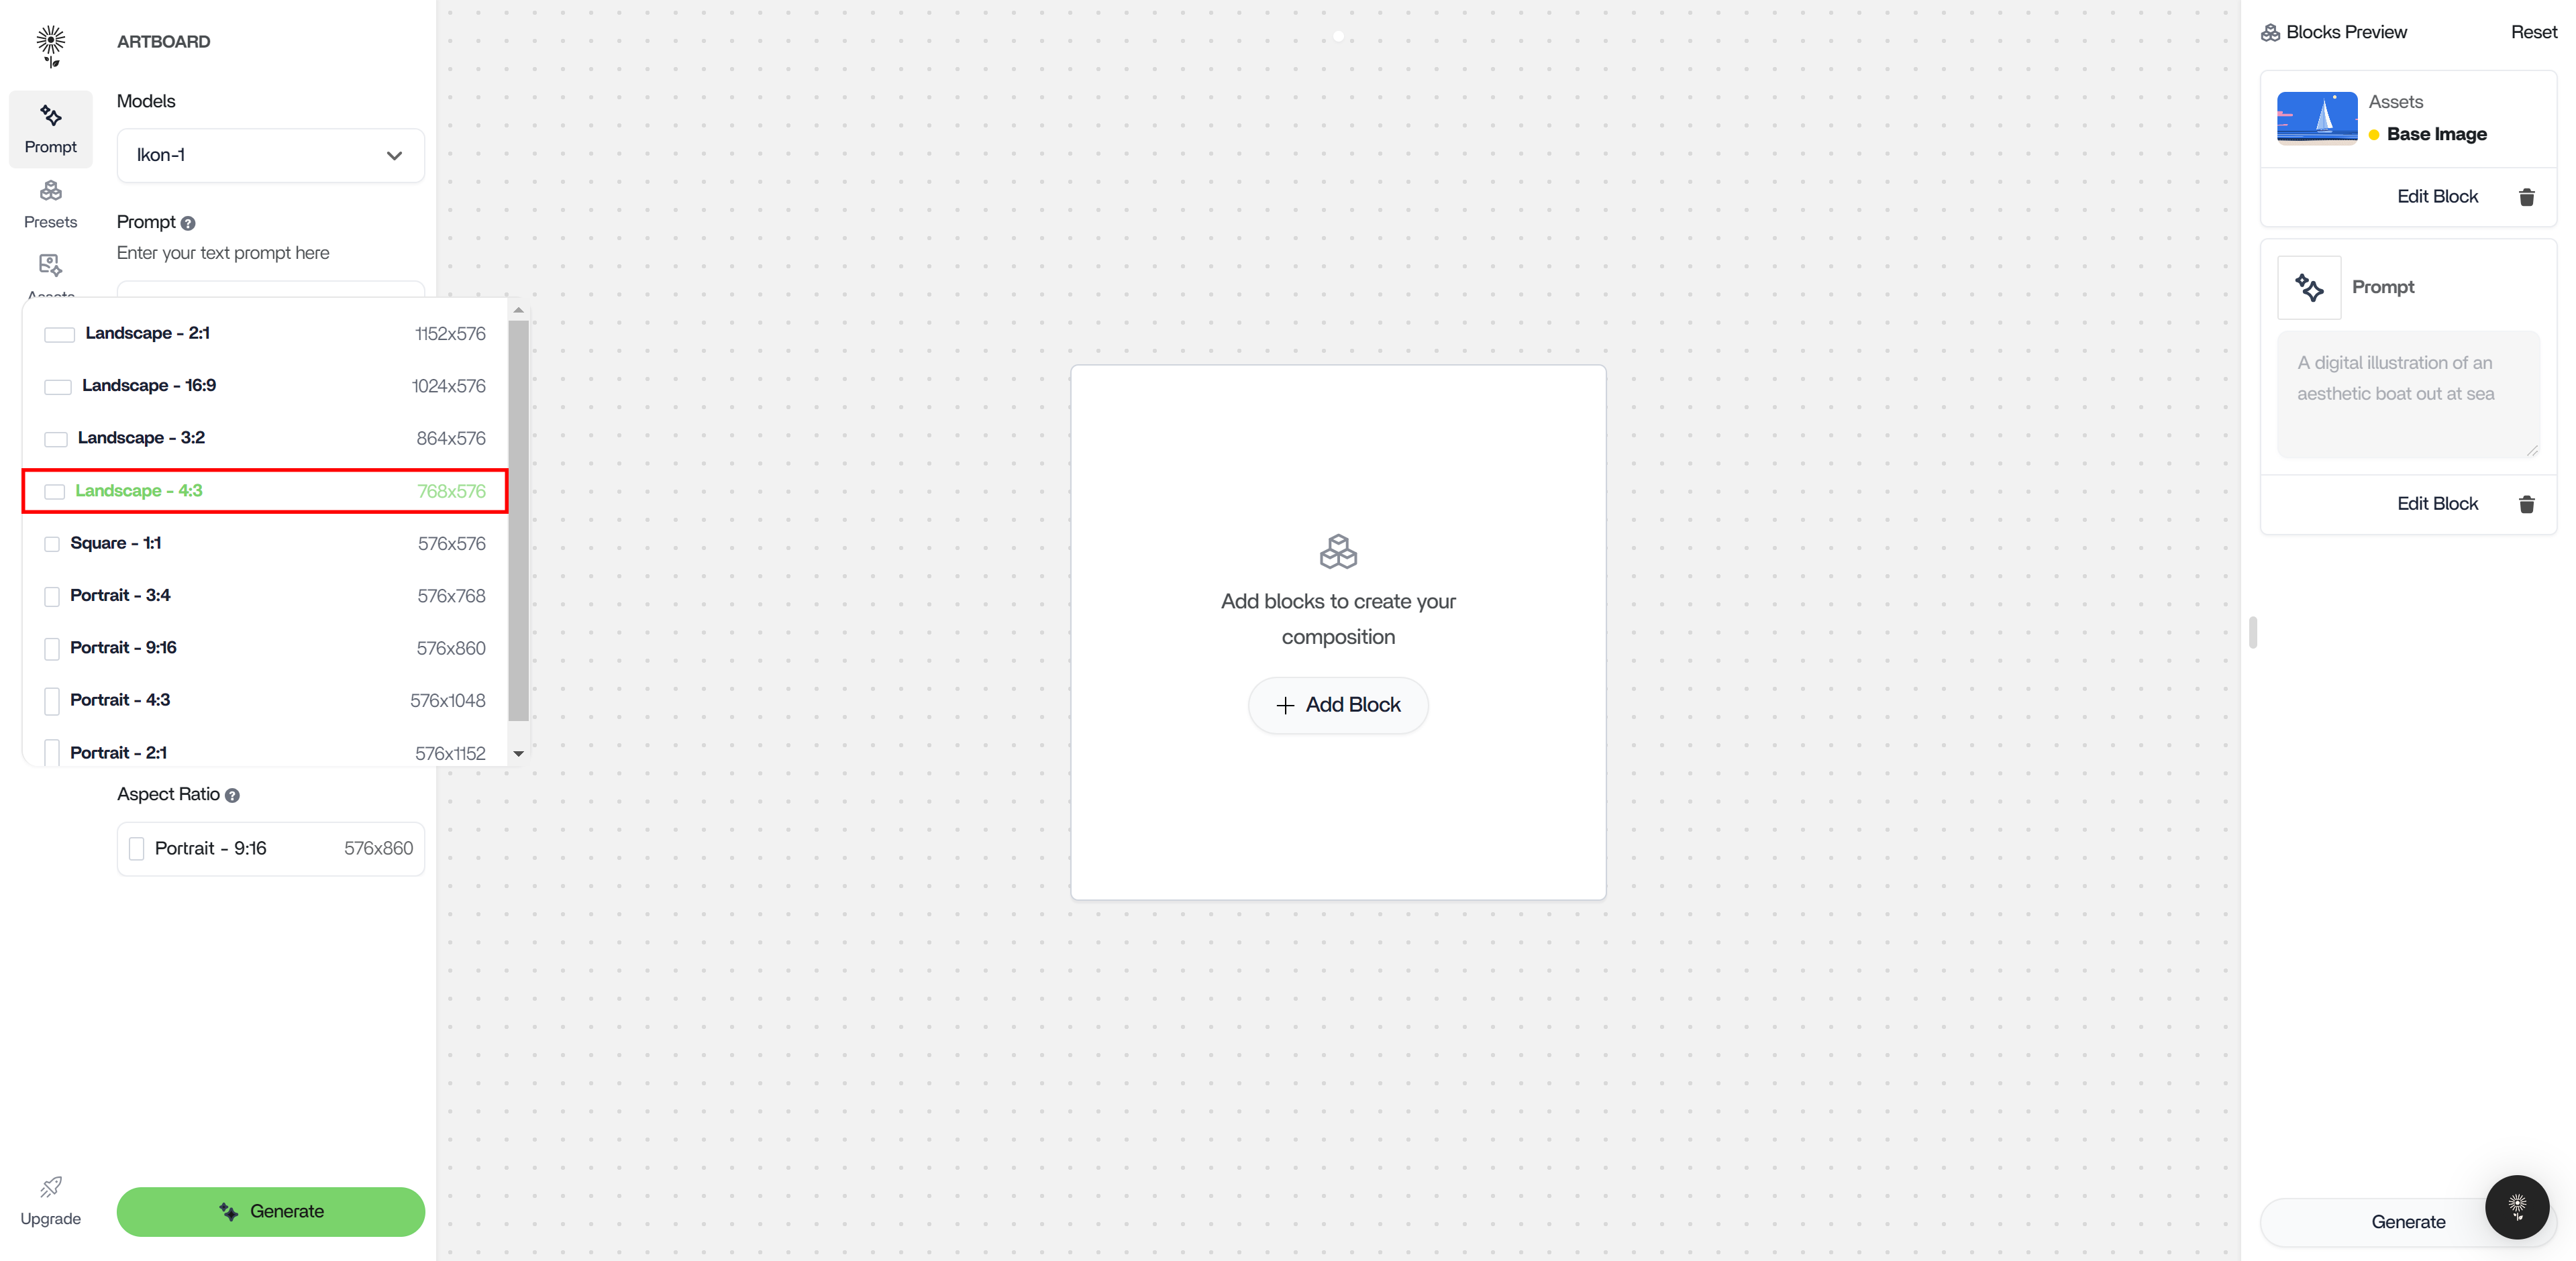 ARTBOARD
Models
Ikon-1
Prompt
Presets
Assets
Prompt ?
Enter your text prompt here
Landscape - 2:1 1152x576
Landscape - 16:9 1024x576
Landscape - 3:2 864x576
Landscape - 4:3 768x576
Square - 1:1 576x576
Portrait - 3:4 576x768
Portrait - 9:16 576x860
Portrait - 4:3 576x1048
Portrait - 2:1 576x1152
Aspect Ratio ?
Portrait - 9:16 576x860
Upgrade
Generate
Add blocks to create your
composition
+ Add Block
Blocks Preview Reset
Assets
Base Image
Edit Block
Prompt
A digital illustration of an
aesthetic boat out at sea
Edit Block
Generate